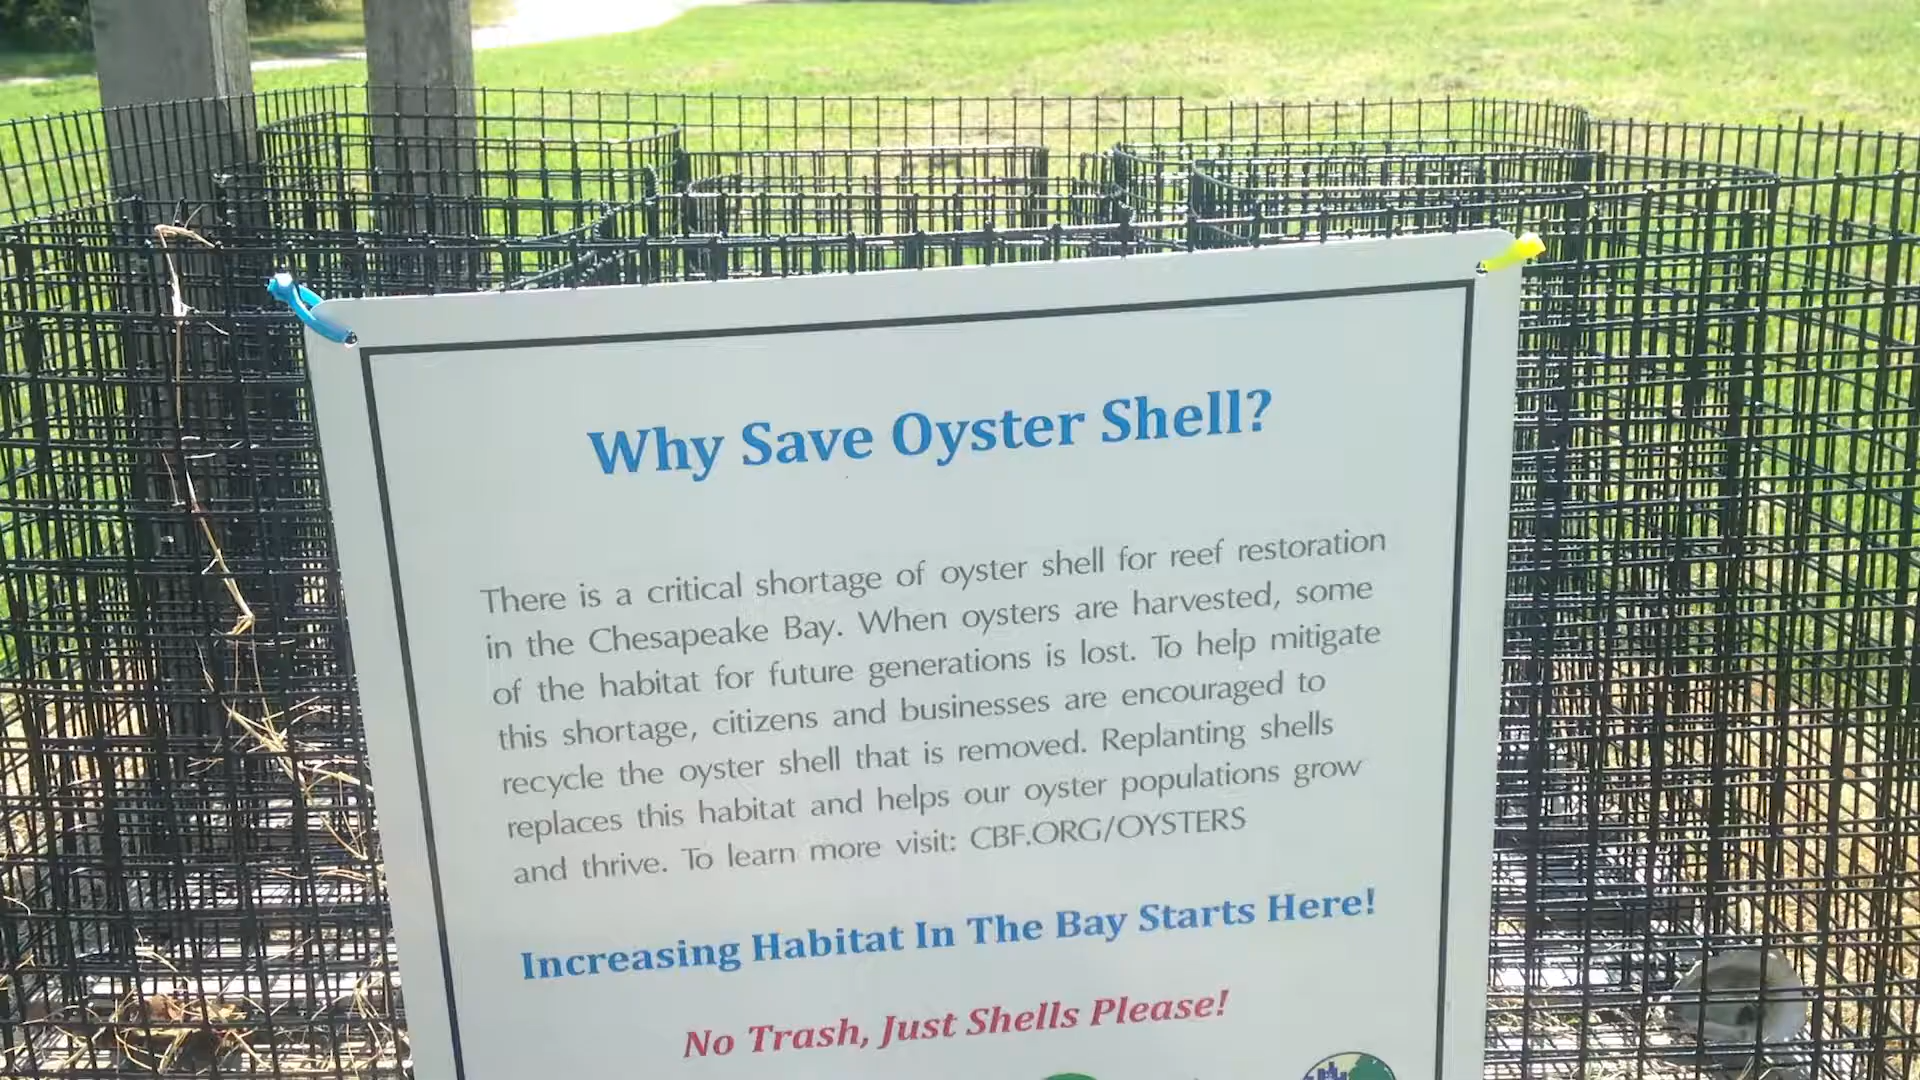 Why Save Oyster Shell?
There is a critical shortage of oyster shell for reef restoration
in the Chesapeake Bay. When oysters are harvested, some
of the habitat for future generations is lost. To help mitigate
this shortage, citizens and businesses are encouraged to
recycle the oyster shell that is removed. Replanting shells
replaces this habitat and helps our oyster populations grow
and thrive. To learn more visit: CBF.ORG/OYSTERS
Increasing Habitat In The Bay Starts Here!
No Trash, Just Shells Please!